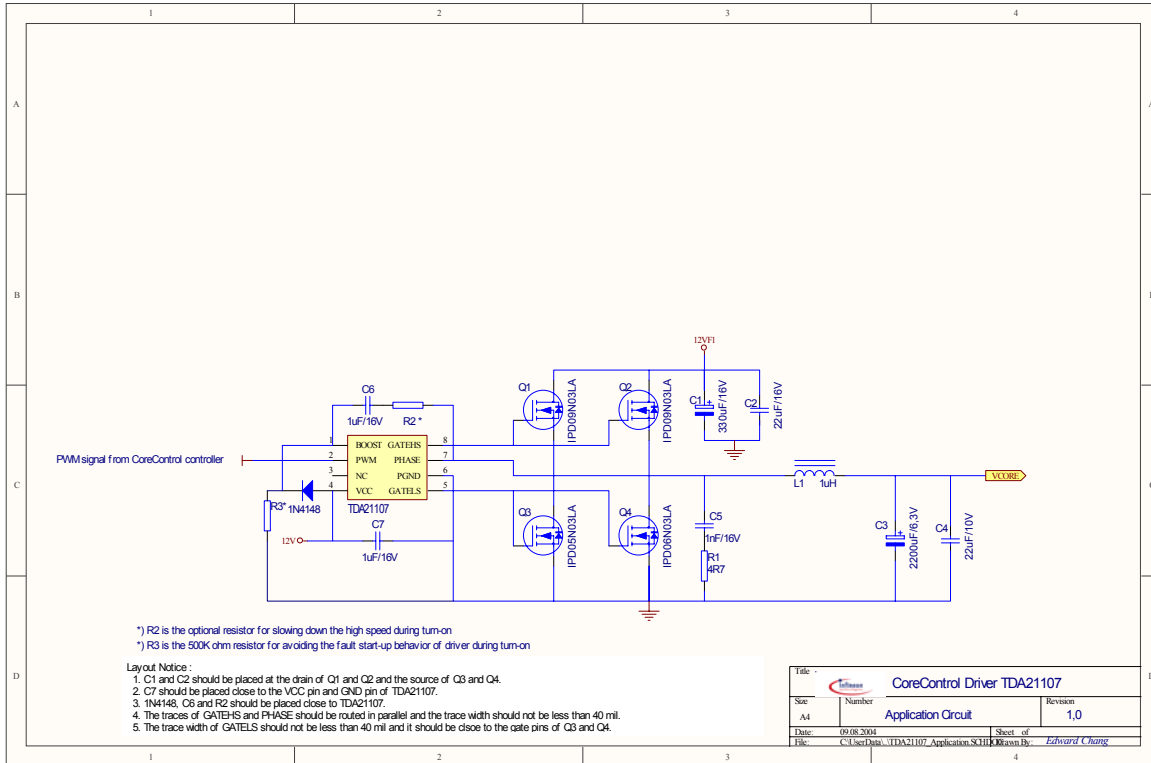 1 2 3 4
A
B
C
D
12VF1
C6
1uF/16V
R2 *
Q1
IPD09N03LA
Q2
IPD09N03LA
C1
+
330uF/16V
C2
22uF/16V
PWM signal from CoreControl controller
1 BOOST GATEHS 8
2 PWM PHASE 7
3 NC PGND 6
4 VCC GATELS 5
TDA21107
R3*
1N4148
12V
C7
1uF/16V
Q3
IPD05N03LA
Q4
IPD06N03LA
C5
1nF/16V
R1
4R7
L1 1uH
VCORE
C3
+
2200uF/6,3V
C4
22uF/10V
*) R2 is the optional resistor for slowing down the high speed during turn-on
*) R3 is the 500K ohm resistor for avoiding the fault start-up behavior of driver during turn-on
Layout Notice :
1. C1 and C2 should be placed at the drain of Q1 and Q2 and the source of Q3 and Q4.
2. C7 should be placed close to the VCC pin and GND pin of TDA21107.
3. 1N4148, C6 and R2 should be placed close to TDA21107.
4. The traces of GATEHS and PHASE should be routed in parallel and the trace width should not be less than 40 mil.
5. The trace width of GATELS should not be less than 40 mil and it should be clsoe to the gate pins of Q3 and Q4.
Title -
Infineon
CoreControl Driver TDA21107
Size Number Revision
A4 Application Circuit 1,0
Date: 09.08.2004 Sheet of
File: C:\UserData\..\TDA21107_Application.SCHDOC Drawn By: Edward Chang
1 2 3 4